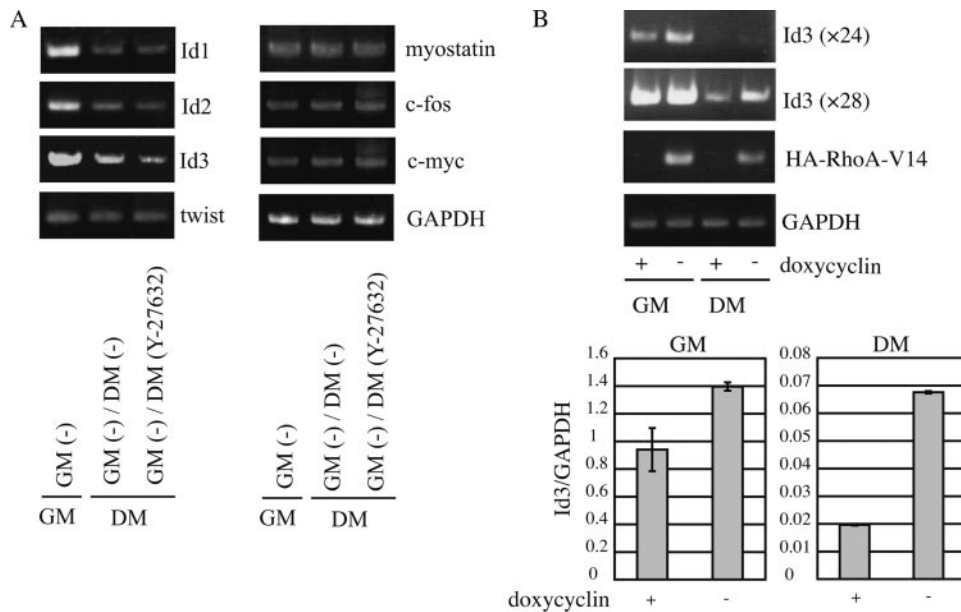 A
Id1
Id2
Id3
twist
GM (-)
GM (-) / DM (-)
GM (-) / DM (Y-27632)
GM
DM
myostatin
c-fos
c-myc
GAPDH
GM (-)
GM (-) / DM (-)
GM (-) / DM (Y-27632)
GM
DM
B
Id3 (×24)
Id3 (×28)
HA-RhoA-V14
GAPDH
+ - + - doxycyclin
GM DM
GM
Id3/GAPDH
1.6
1.4
1.2
1
0.8
0.6
0.4
0.2
0
DM
0.08
0.07
0.06
0.05
0.04
0.03
0.02
0.01
0
doxycyclin + - + -